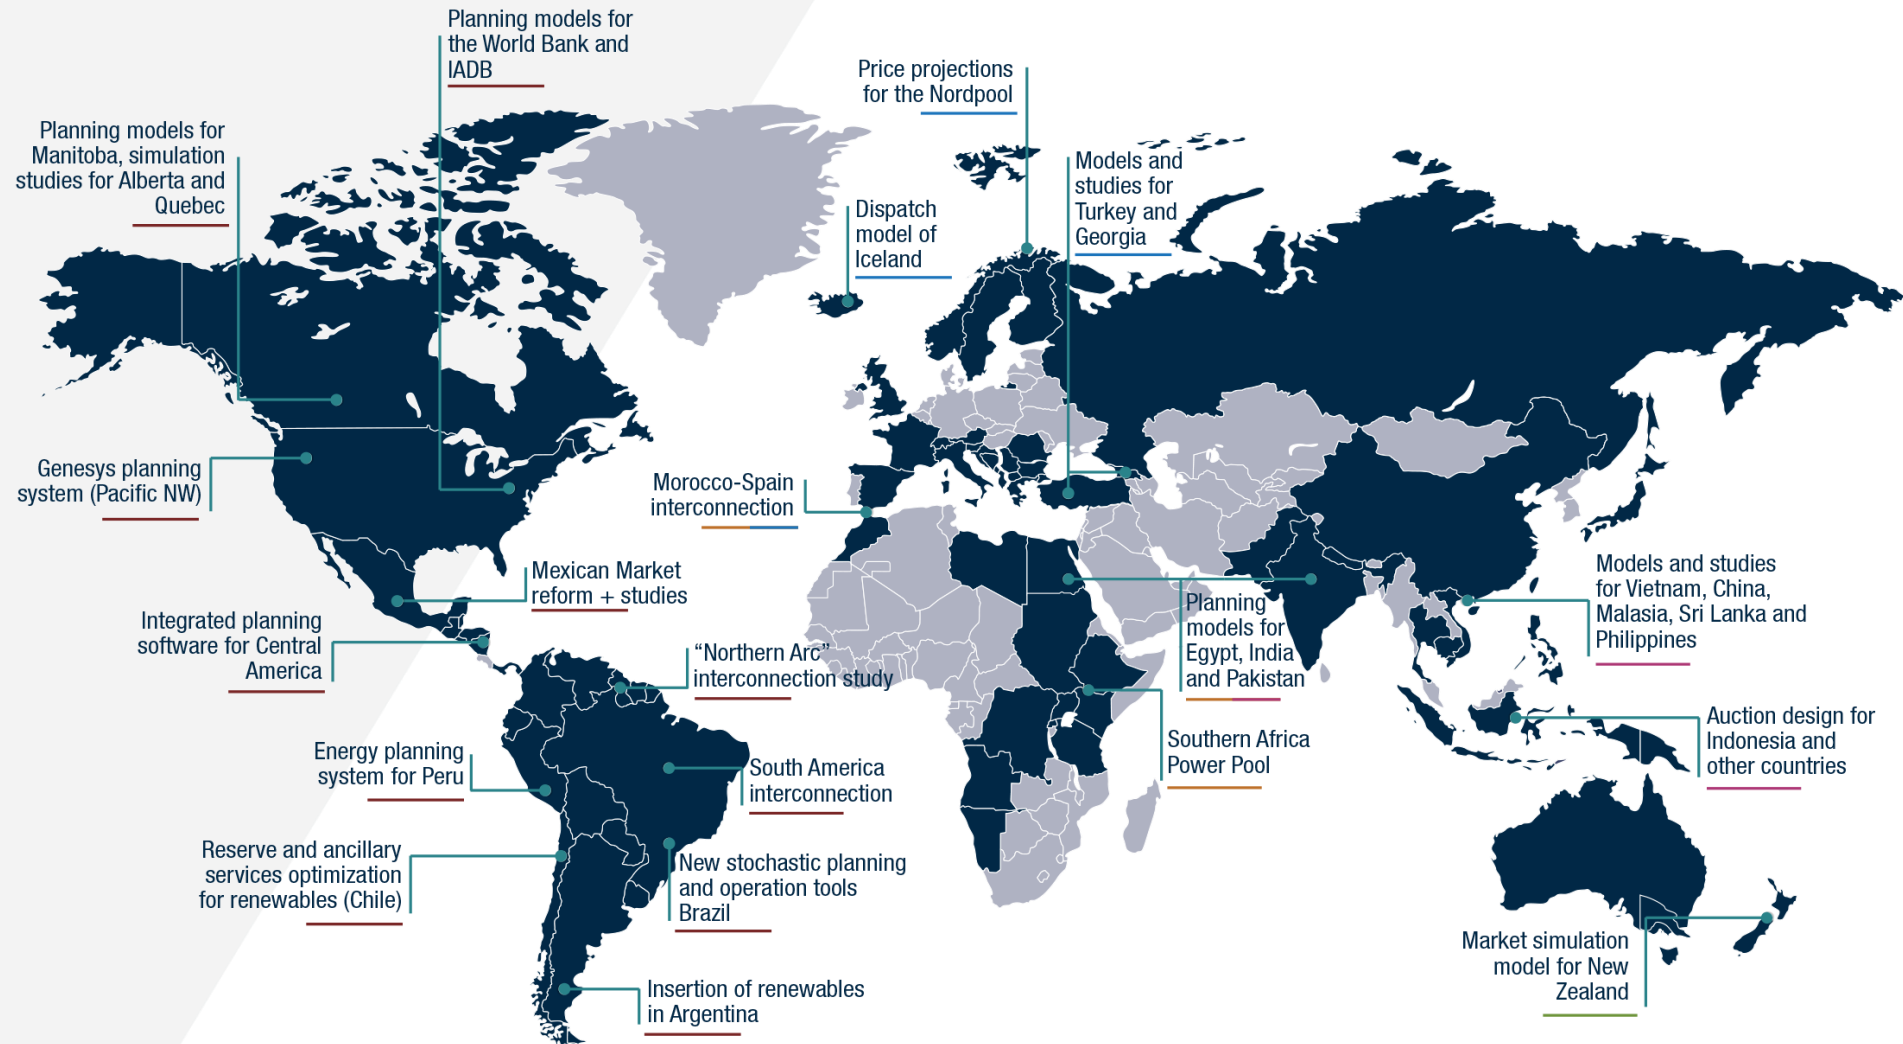 Planning models for
the World Bank and
IADB
Price projections
for the Nordpool
Planning models for
Manitoba, simulation
studies for Alberta and
Quebec
Models and
studies for
Turkey and
Georgia
Dispatch
model of
Iceland
Genesys planning
system (Pacific NW)
Morocco-Spain
interconnection
Mexican Market
reform + studies
Models and studies
for Vietnam, China,
Malasia, Sri Lanka and
Philippines
Planning
models for
Egypt, India
and Pakistan
Integrated planning
software for Central
America
“Northern Arc”
interconnection study
Auction design for
Indonesia and
other countries
Southern Africa
Power Pool
Energy planning
system for Peru
South America
interconnection
Reserve and ancillary
services optimization
for renewables (Chile)
New stochastic planning
and operation tools
Brazil
Market simulation
model for New
Zealand
Insertion of renewables
in Argentina